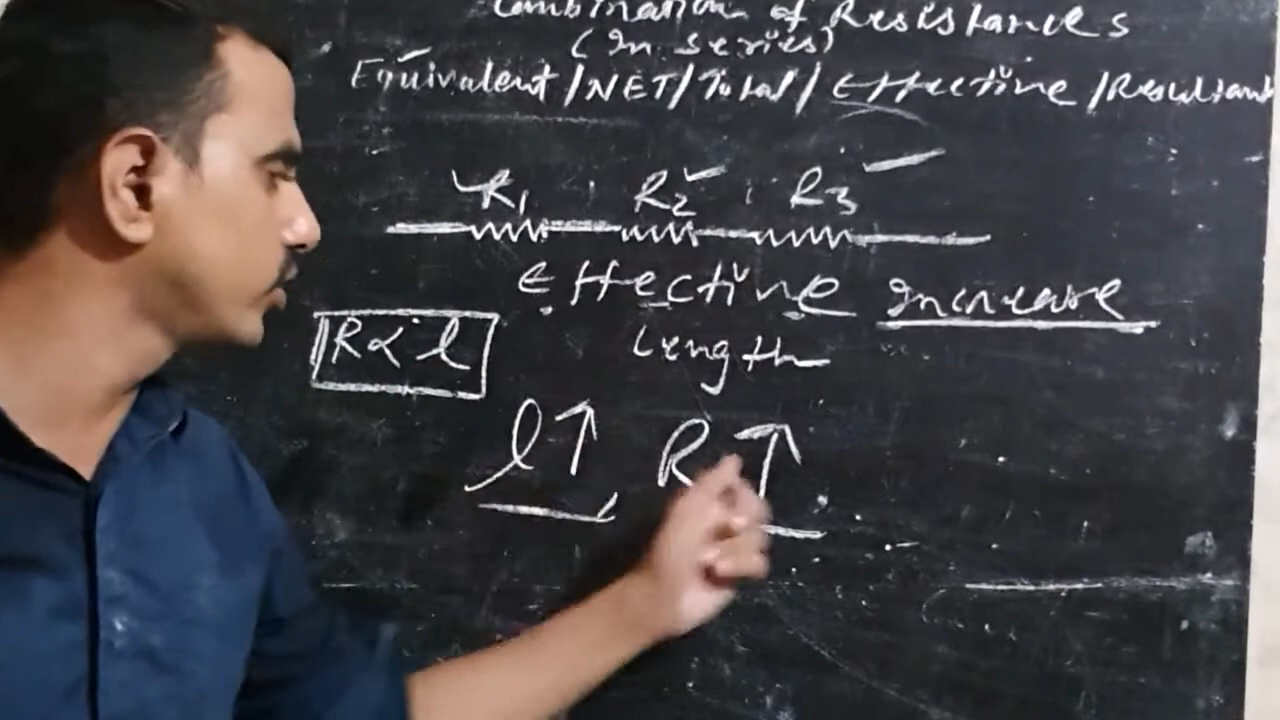 Combination of Resistances
(In series)
Equivalent/NET/Total/Effective/Resultant
R1 R2 R3
Effective increase
Length
R∝l
l↑ R↑